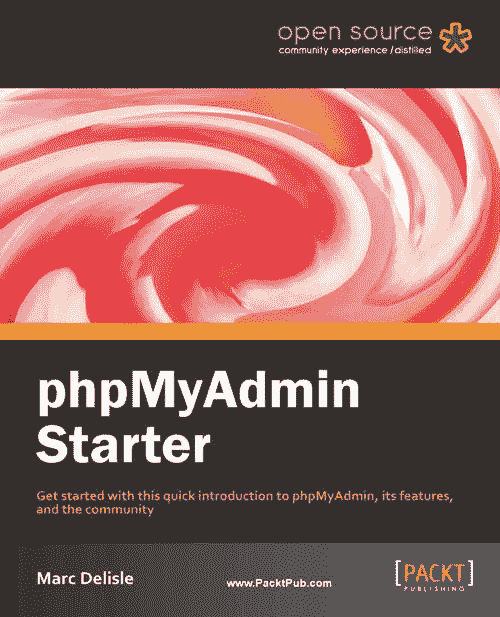 open source
community experience / distilled
phpMyAdmin
Starter
Get started with this quick introduction to phpMyAdmin, its features,
and the community
Marc Delisle
www.PacktPub.com
[PACKT]
PUBLISHING